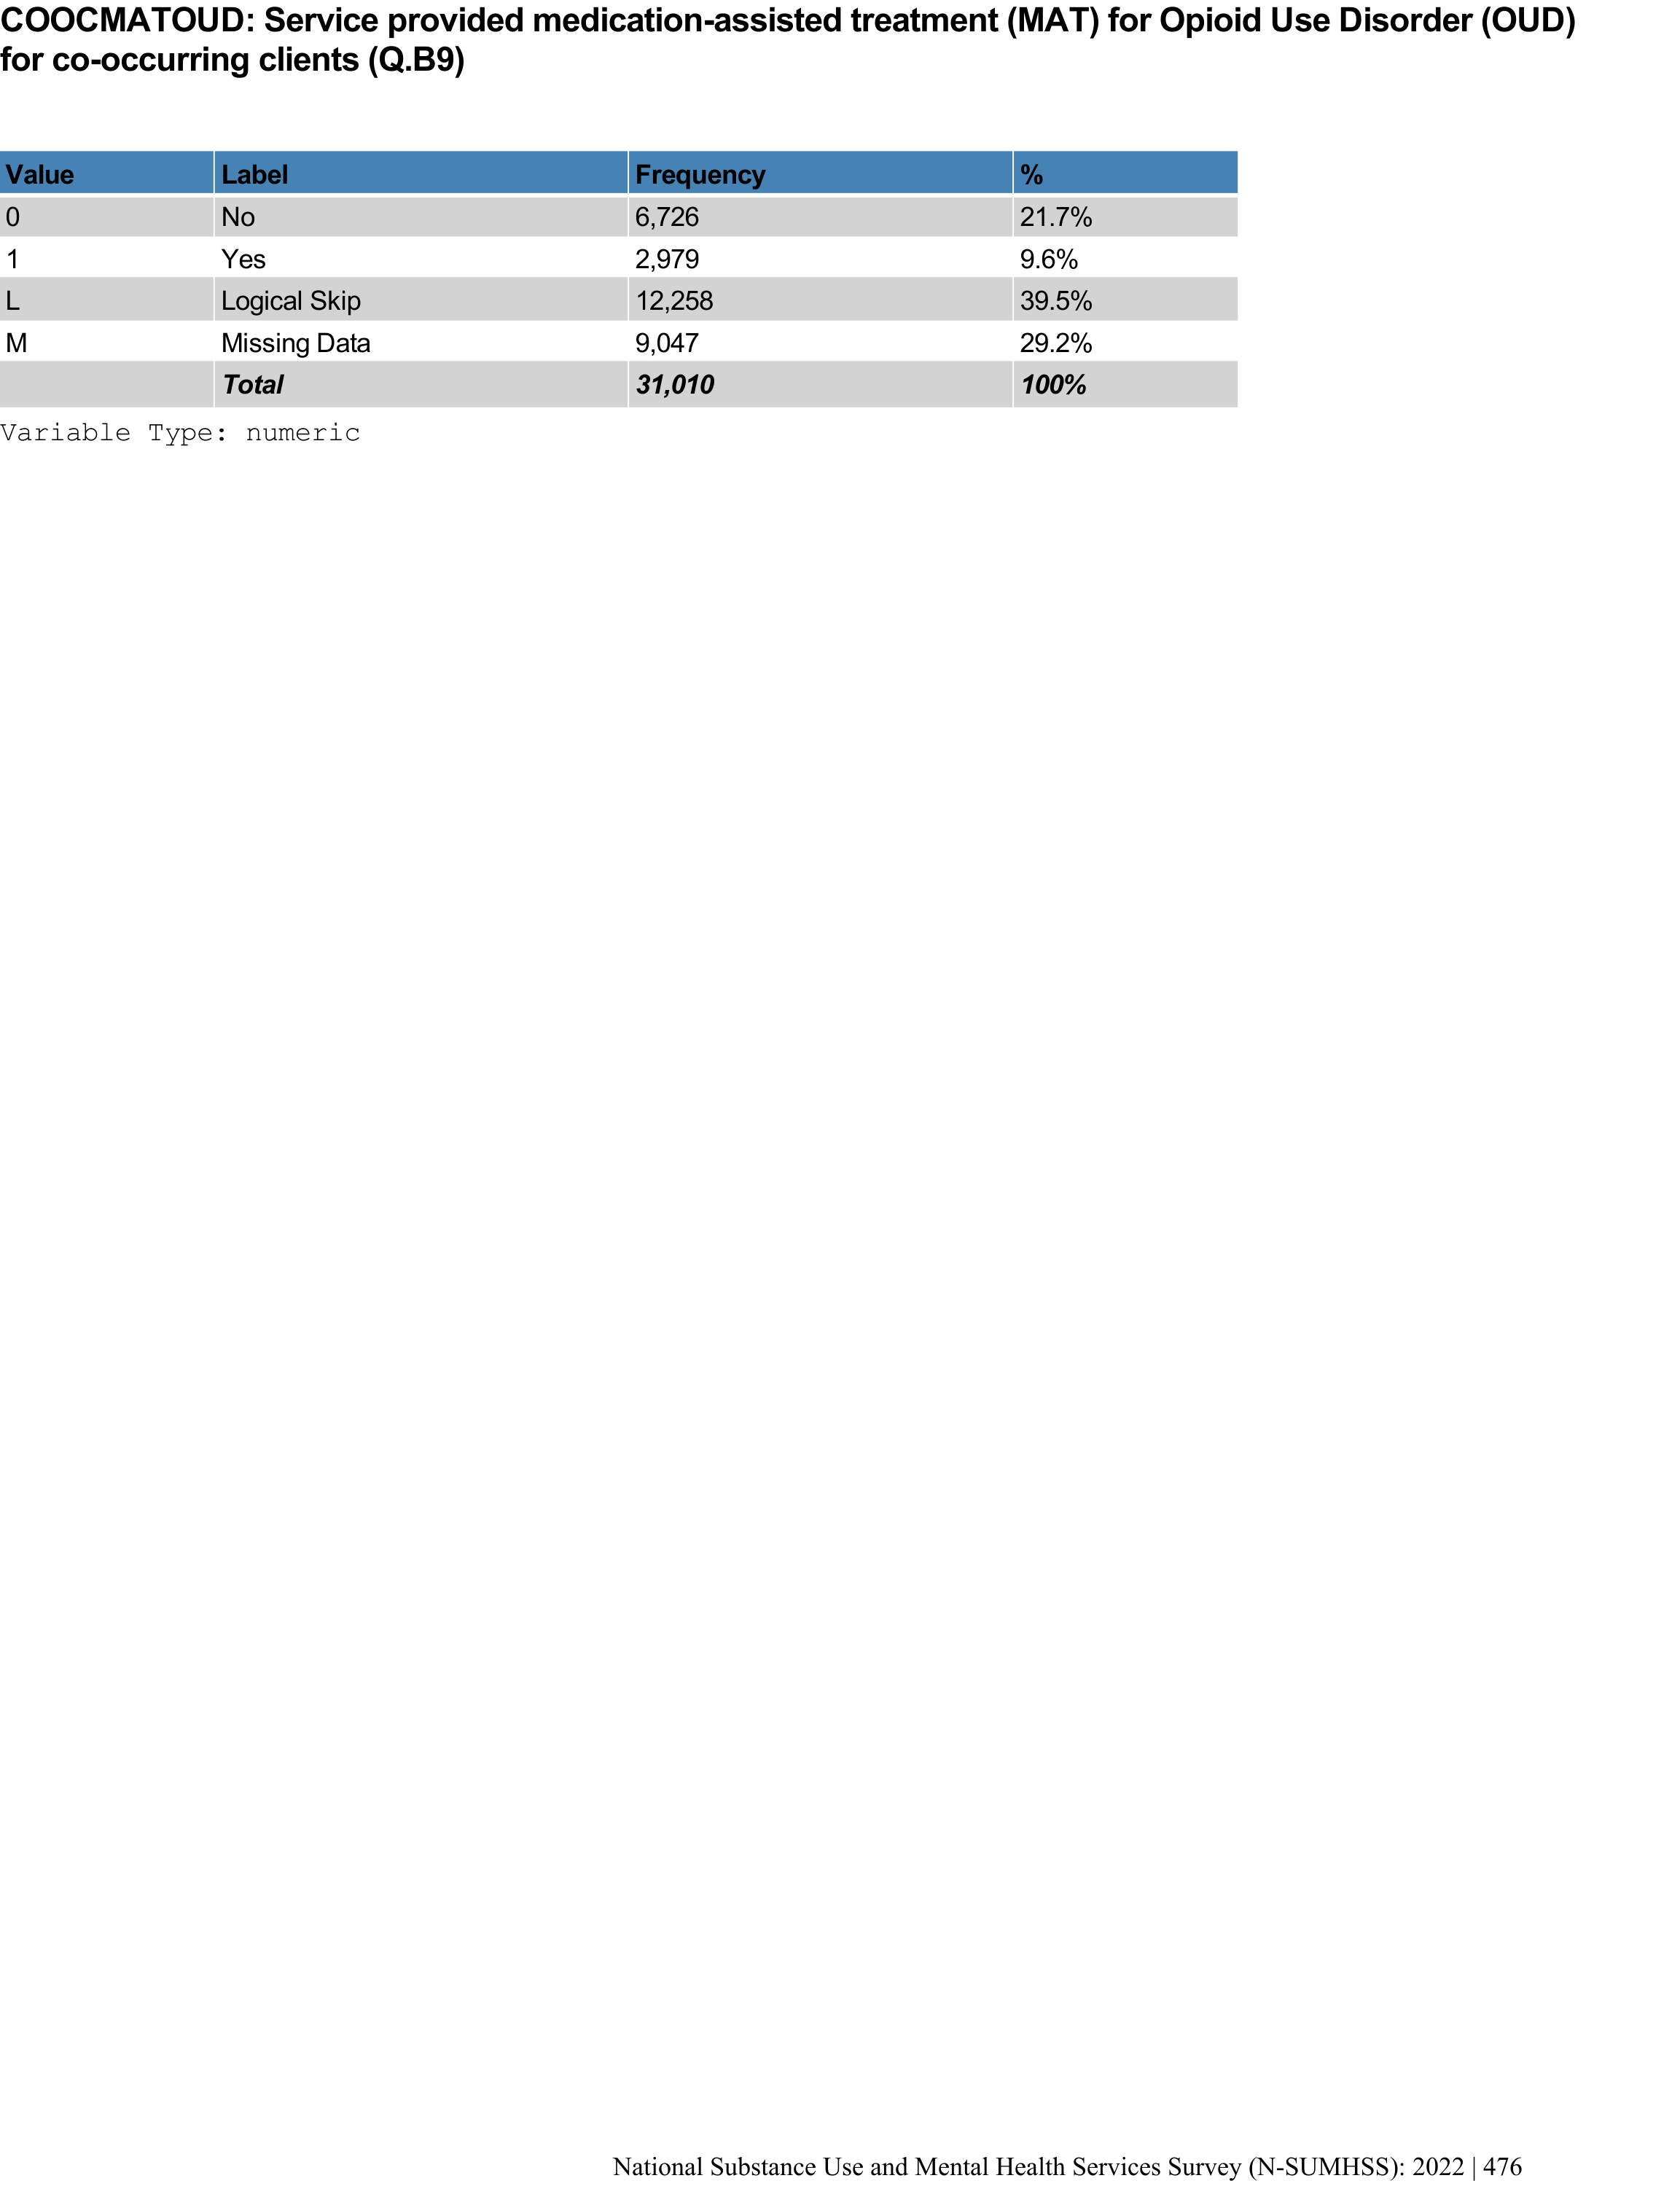 COOCMATOUD: Service provided medication-assisted treatment (MAT) for Opioid Use Disorder (OUD)
for co-occurring clients (Q.B9)
Value Label Frequency %
0 No 6,726 21.7%
1 Yes 2,979 9.6%
L Logical Skip 12,258 39.5%
M Missing Data 9,047 29.2%
Total 31,010 100%
Variable Type: numeric
National Substance Use and Mental Health Services Survey (N-SUMHSS): 2022 | 476